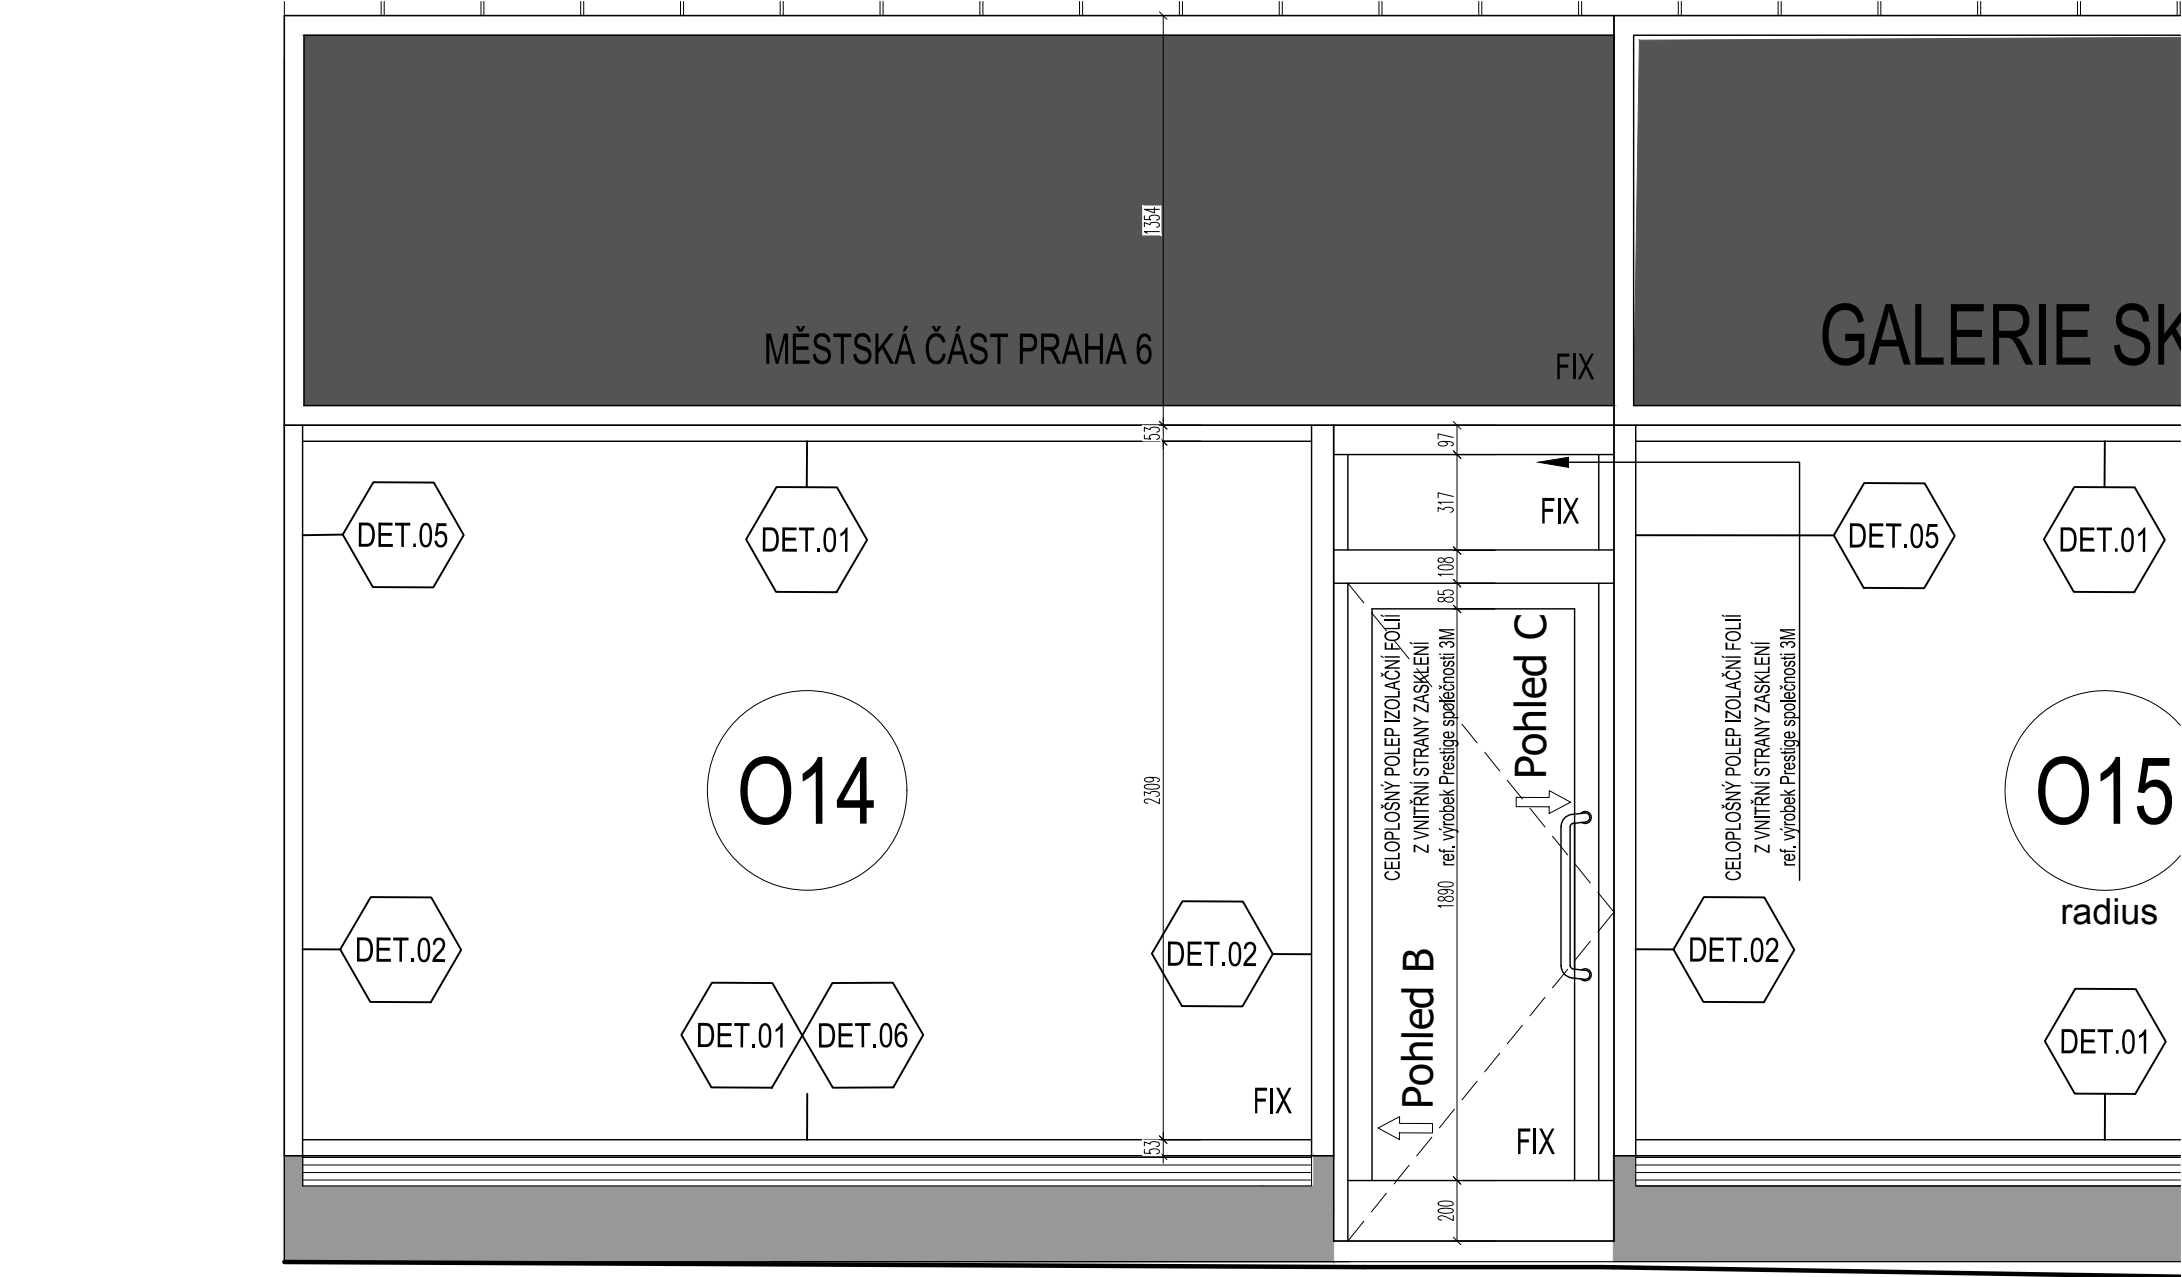 1354
MĚSTSKÁ ČÁST PRAHA 6
FIX
GALERIE SK
53
97
317
FIX
108
85
DET.05
DET.01
DET.05
DET.01
CELOPLOŠNÝ POLEP IZOLAČNÍ FOLIÍ
Z VNITŘNÍ STRANY ZASKLENÍ
ref. výrobek Prestige společnosti 3M
Pohled C
CELOPLOŠNÝ POLEP IZOLAČNÍ FOLIÍ
Z VNITŘNÍ STRANY ZASKLENÍ
ref. výrobek Prestige společnosti 3M
O14
2309
O15
radius
1890
DET.02
DET.02
DET.02
Pohled B
DET.01
DET.06
DET.01
FIX
FIX
53
200